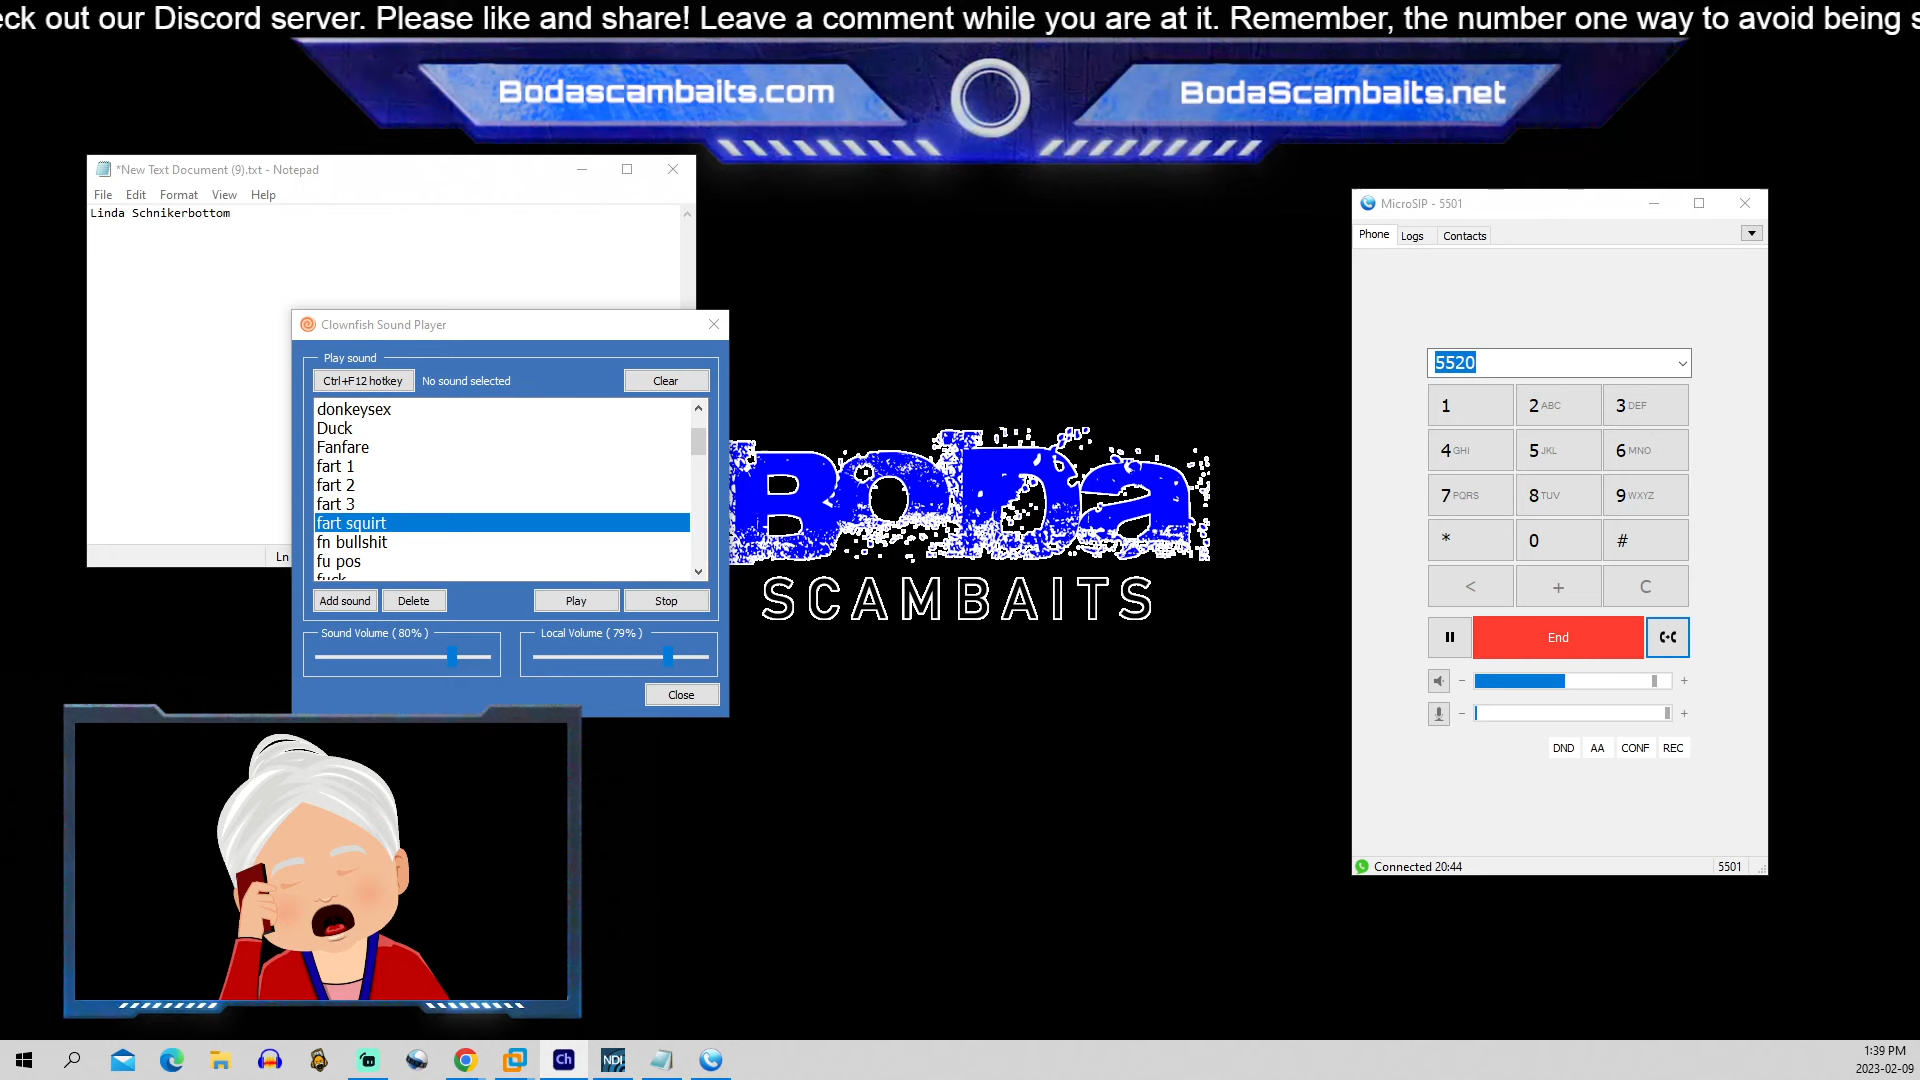 eck out our Discord server. Please like and share! Leave a comment while you are at it. Remember, the number one way to avoid being s
Bodascambaits.com
BodaScambaits.net
*New Text Document (9).txt - Notepad
File Edit Format View Help
Linda Schnikerbottom
Ln
Clownfish Sound Player
Play sound
Ctrl+F12 hotkey No sound selected Clear
donkeysex
Duck
Fanfare
fart 1
fart 2
fart 3
fart squirt
fn bullshit
fu pos
fuck
Add sound Delete Play Stop
Sound Volume ( 80% ) Local Volume ( 79% )
Close
BoDa
SCAMBAITS
MicroSIP - 5501
Phone Logs Contacts
5520
1 2 ABC 3 DEF
4 GHI 5 JKL 6 MNO
7 PQRS 8 TUV 9 WXYZ
* 0 #
< + C
End
- +
- +
DND AA CONF REC
Connected 20:44 5501
Ch NDI
1:39 PM
2023-02-09